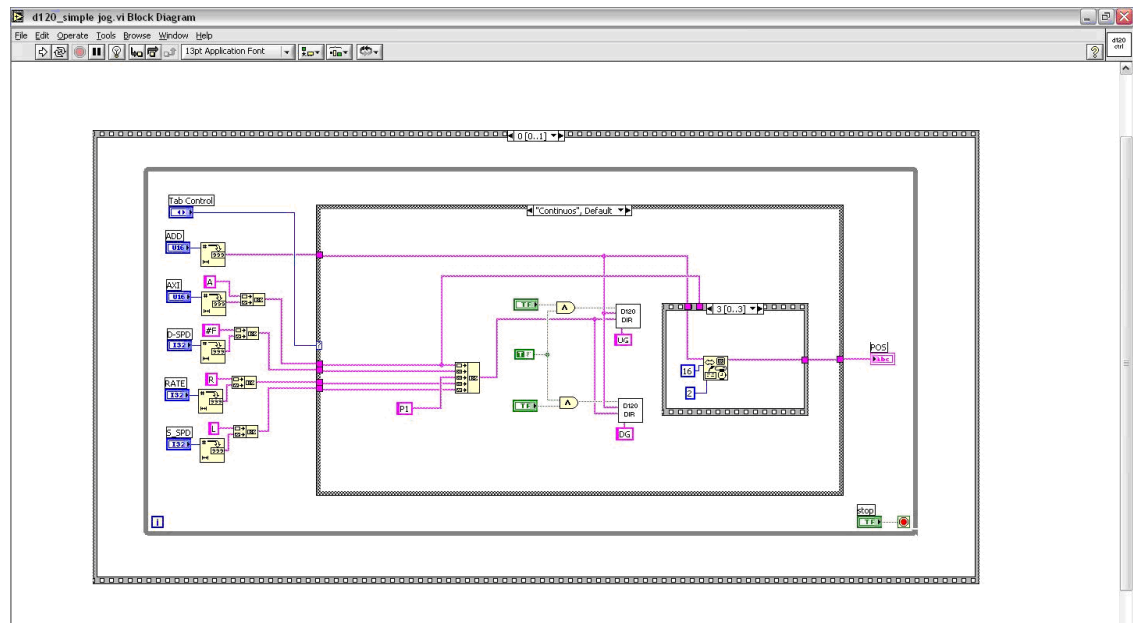 d120_simple jog.vi Block Diagram
File Edit Operate Tools Browse Window Help
13pt Application Font
d120
ctrl
0 [0..1]
Tab Control
"Continuos", Default
ADD
U16
AXI
A
U16
3 [0..3]
TF
D120
DIR
UG
D-SPD
#F
I32
T F
POS
abc
16
RATE
R
I32
2
P1
TF
D120
DIR
DG
S_SPD
L
I32
i
stop
TF